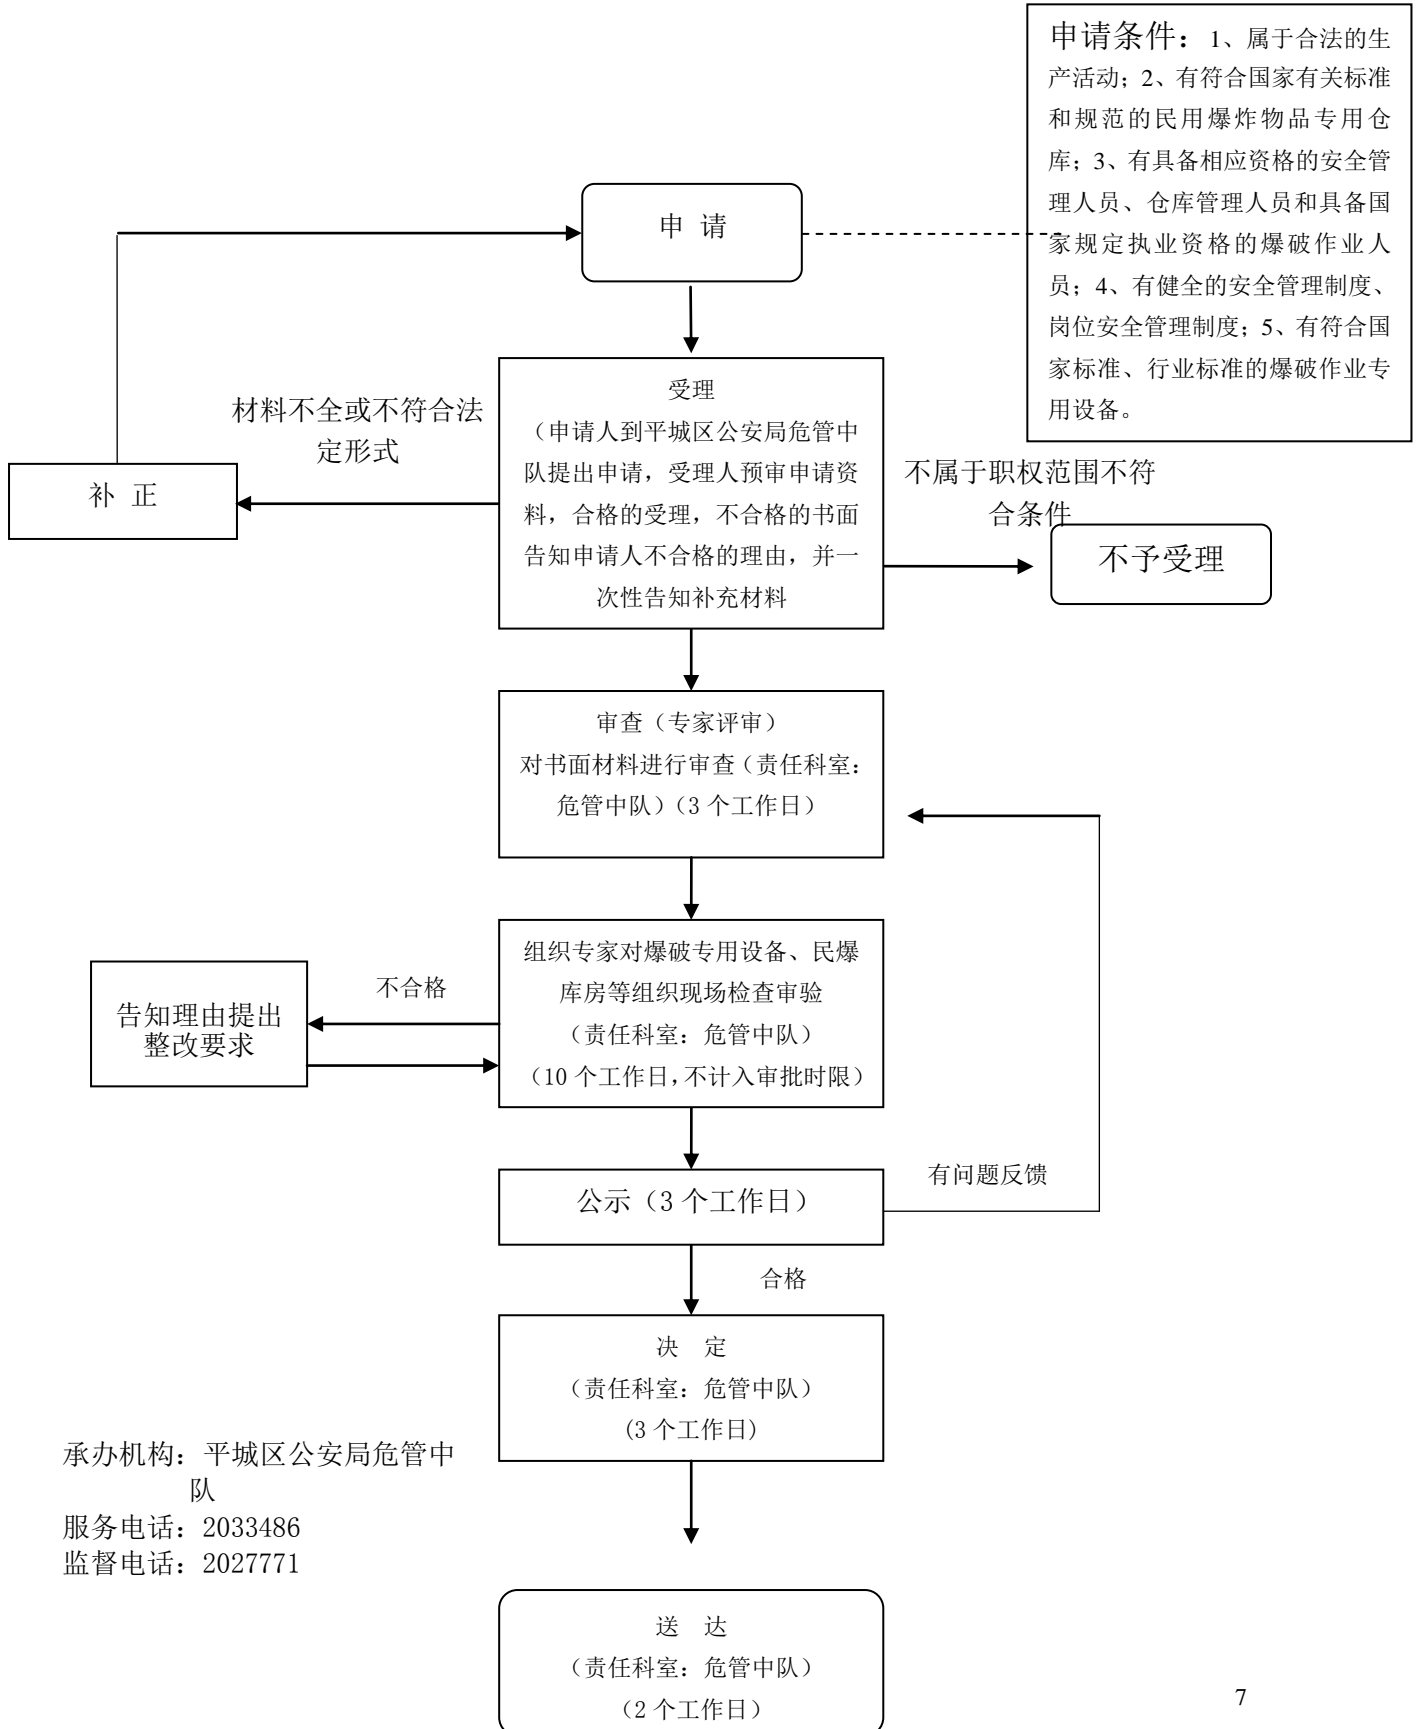 申请条件：1、属于合法的生
产活动；2、有符合国家有关标准
和规范的民用爆炸物品专用仓
库；3、有具备相应资格的安全管
理人员、仓库管理人员和具备国
家规定执业资格的爆破作业人
员；4、有健全的安全管理制度、
岗位安全管理制度；5、有符合国
家标准、行业标准的爆破作业专
用设备。
申 请
受理
（申请人到平城区公安局危管中
队提出申请，受理人预审申请资
料，合格的受理，不合格的书面
告知申请人不合格的理由，并一
次性告知补充材料
材料不全或不符合法
定形式
补 正
不属于职权范围不符
合条件
不予受理
审查（专家评审）
对书面材料进行审查（责任科室：
危管中队）（3 个工作日）
组织专家对爆破专用设备、民爆
库房等组织现场检查审验
（责任科室：危管中队）
（10 个工作日，不计入审批时限）
不合格
告知理由提出
整改要求
公示（3 个工作日）
有问题反馈
合格
决 定
（责任科室：危管中队）
(3 个工作日)
承办机构：平城区公安局危管中
队
服务电话：2033486
监督电话：2027771
送 达
（责任科室：危管中队）
（2 个工作日）
7